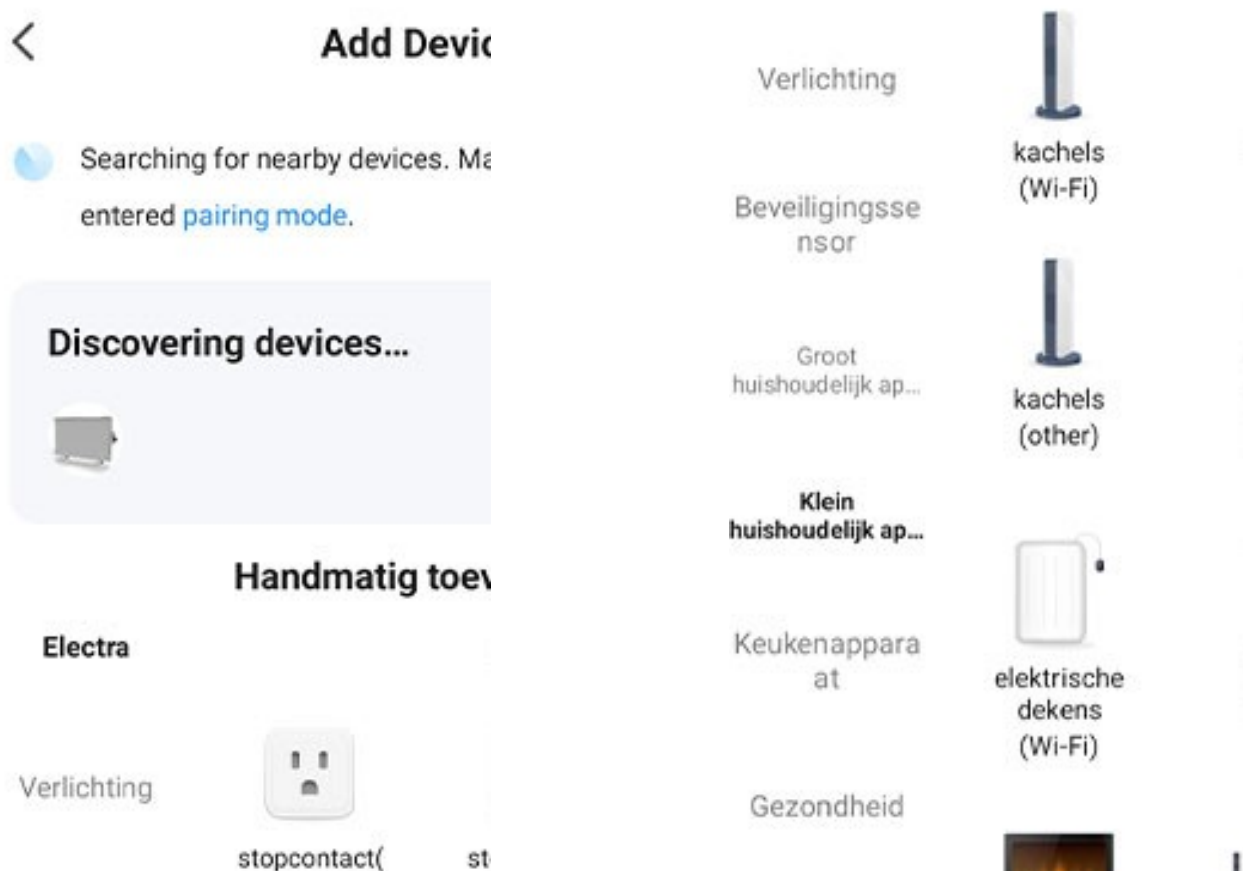 Add Devic
Searching for nearby devices. Ma
entered pairing mode.
Discovering devices...
Handmatig toev
Electra
Verlichting
stopcontact(
st
Verlichting
kachels
(Wi-Fi)
Beveiligingsse
nsor
Groot
huishoudelijk ap...
kachels
(other)
Klein
huishoudelijk ap...
Keukenappara
at
elektrische
dekens
(Wi-Fi)
Gezondheid